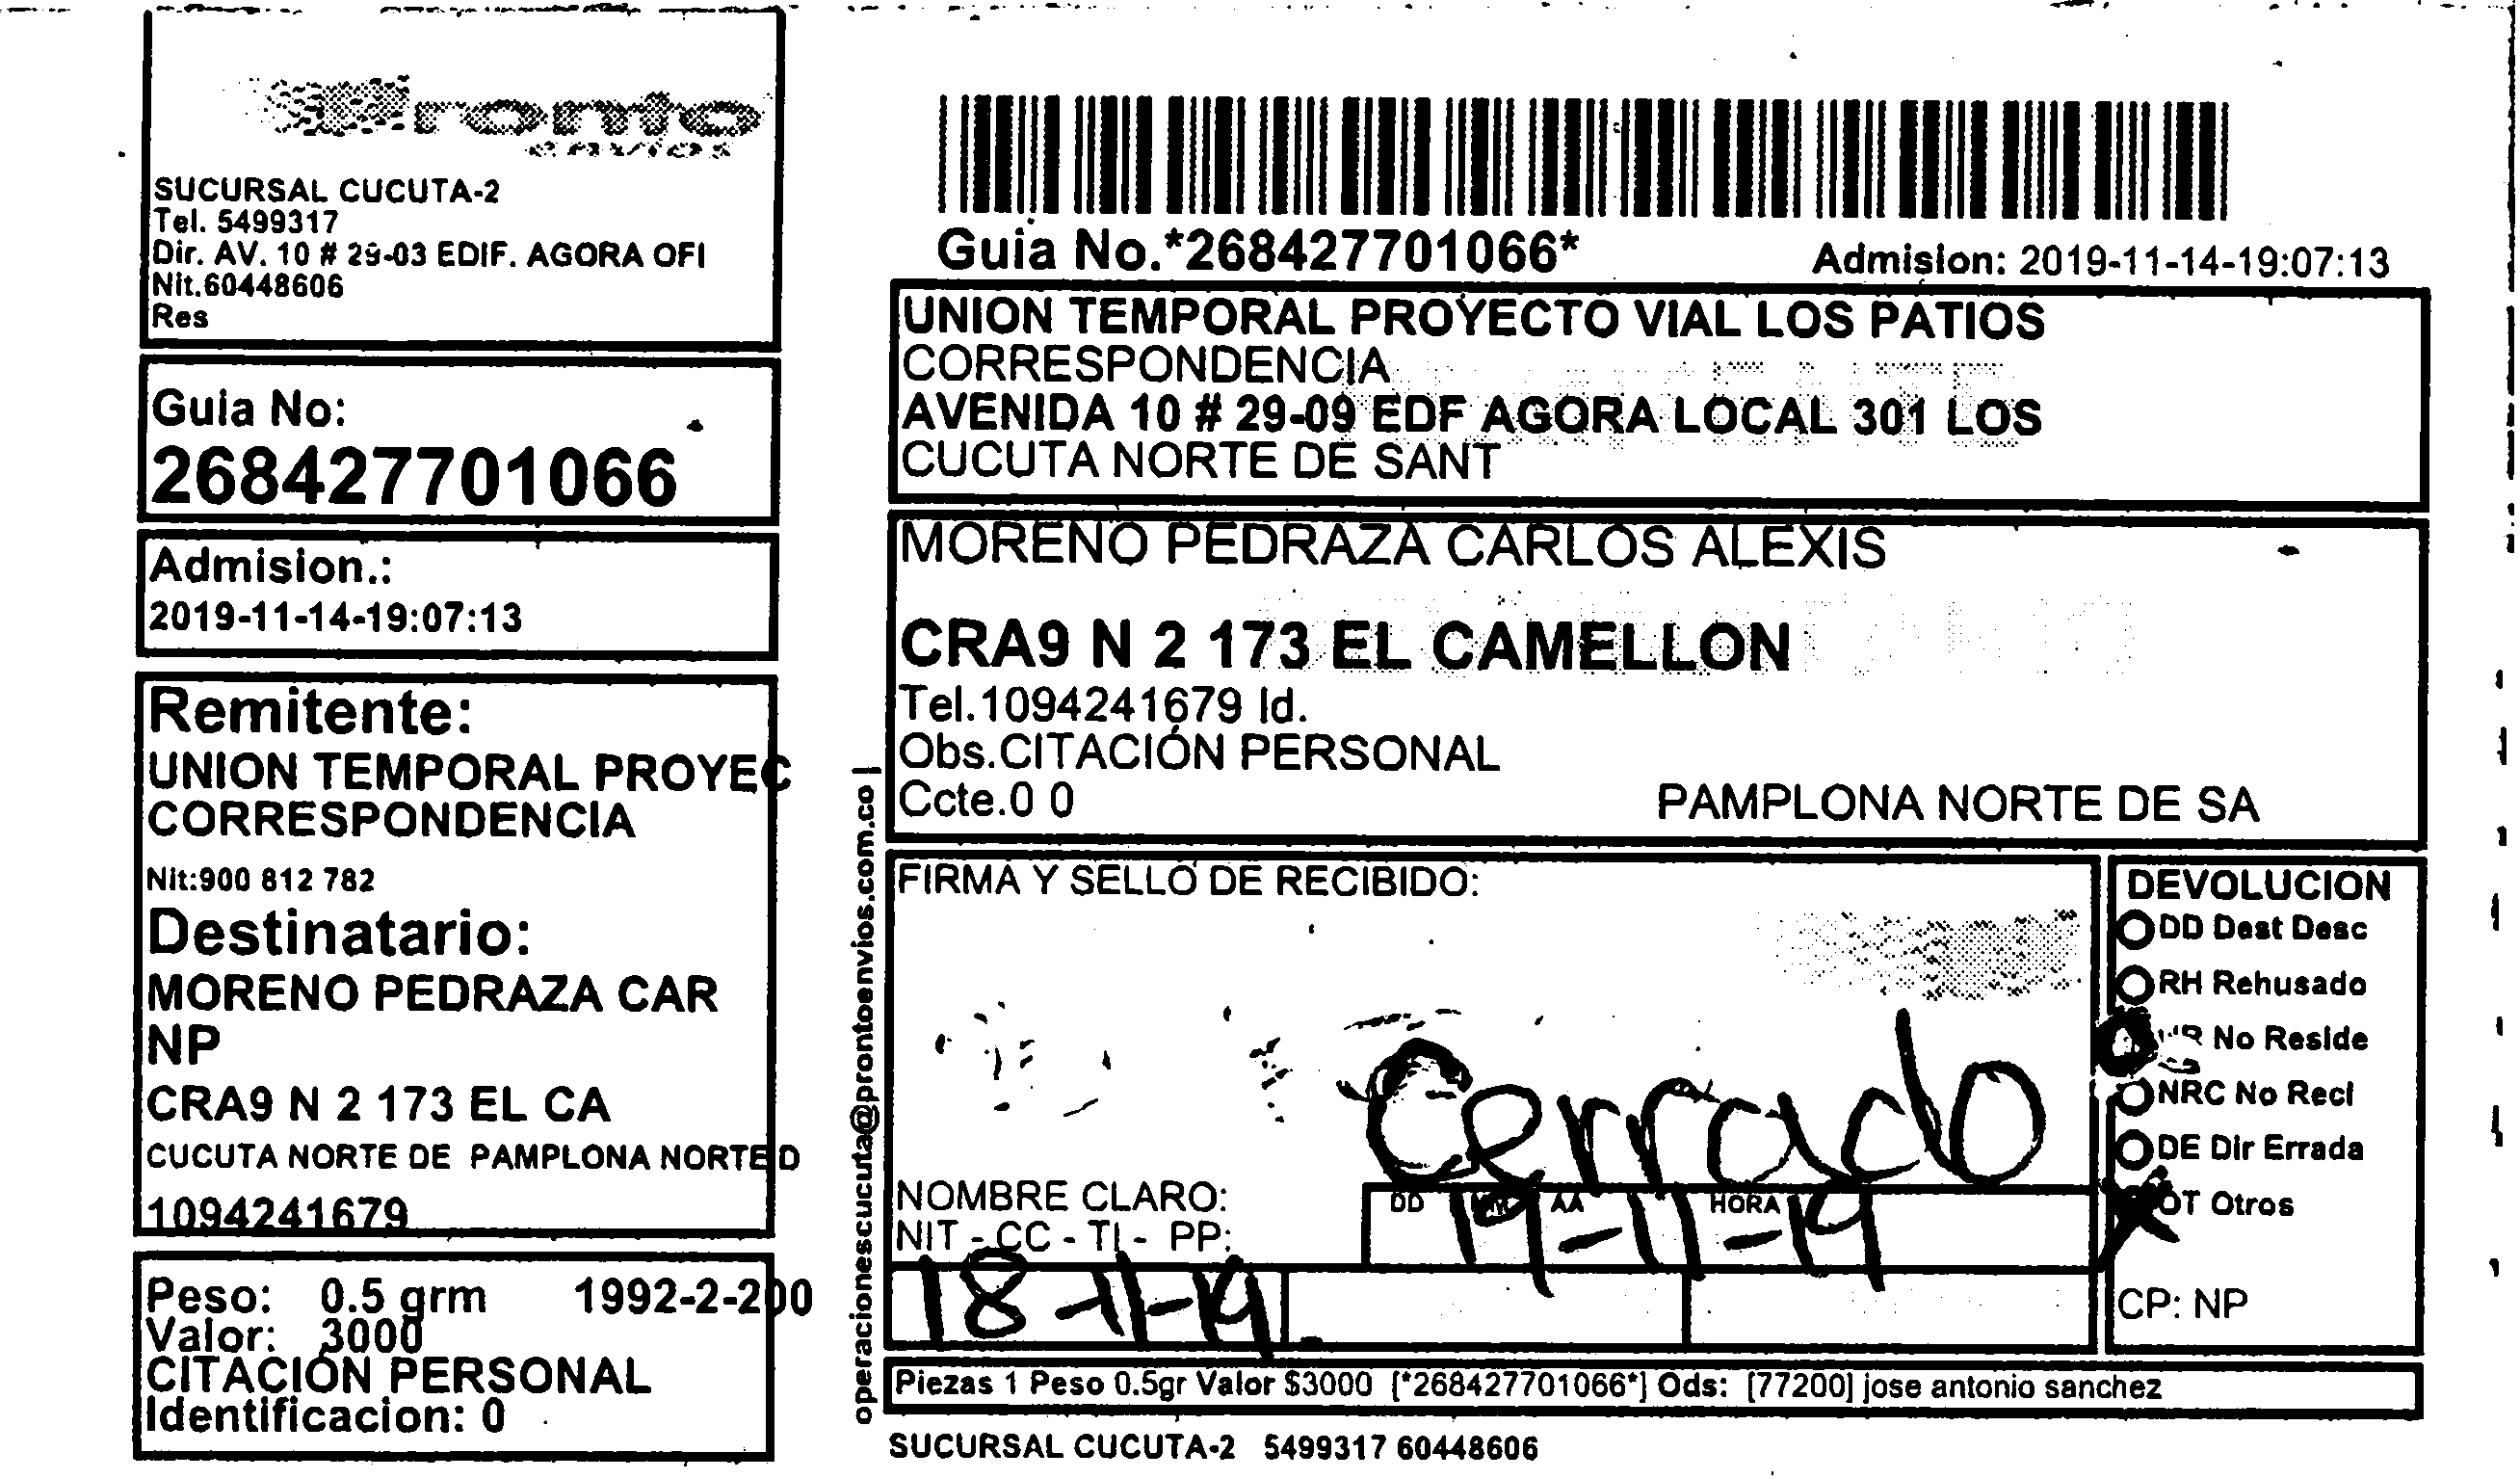 Pronto
envios
SUCURSAL CUCUTA-2
Tel. 5499317
Dir. AV. 10 # 29-03 EDIF. AGORA OFI
Nit.60448606
Res
Guia No:
268427701066
Admision.:
2019-11-14-19:07:13
Remitente:
UNION TEMPORAL PROYEC
CORRESPONDENCIA
Nit:900 812 782
Destinatario:
MORENO PEDRAZA CAR
NP
CRA9 N 2 173 EL CA
CUCUTA NORTE DE PAMPLONA NORTE D
1094241679
Peso: 0.5 grm 1992-2-200
Valor: 3000
CITACIÓN PERSONAL
Identificacion: 0
operacionescucuta@prontoenvios.com.co |
Guia No.*268427701066*
Admision: 2019-11-14-19:07:13
UNION TEMPORAL PROYECTO VIAL LOS PATIOS
CORRESPONDENCIA
AVENIDA 10 # 29-09 EDF AGORA LOCAL 301 LOS
CUCUTA NORTE DE SANT
MORENO PEDRAZA CARLOS ALEXIS
CRA9 N 2 173 EL CAMELLON
Tel.1094241679 Id.
Obs.CITACIÓN PERSONAL
Ccte.0 0 PAMPLONA NORTE DE SA
FIRMA Y SELLO DE RECIBIDO:
Cerrado
NOMBRE CLARO:
NIT - CC - TI - PP:
DD MM AA HORA
19-11-19
18-11-19
DEVOLUCION
DD Dest Desc
RH Rehusado
NR No Reside
NRC No Recl
DE Dir Errada
OT Otros
CP: NP
Piezas 1 Peso 0.5gr Valor $3000 [*268427701066*] Ods: [77200] jose antonio sanchez
SUCURSAL CUCUTA-2 5499317 60448606